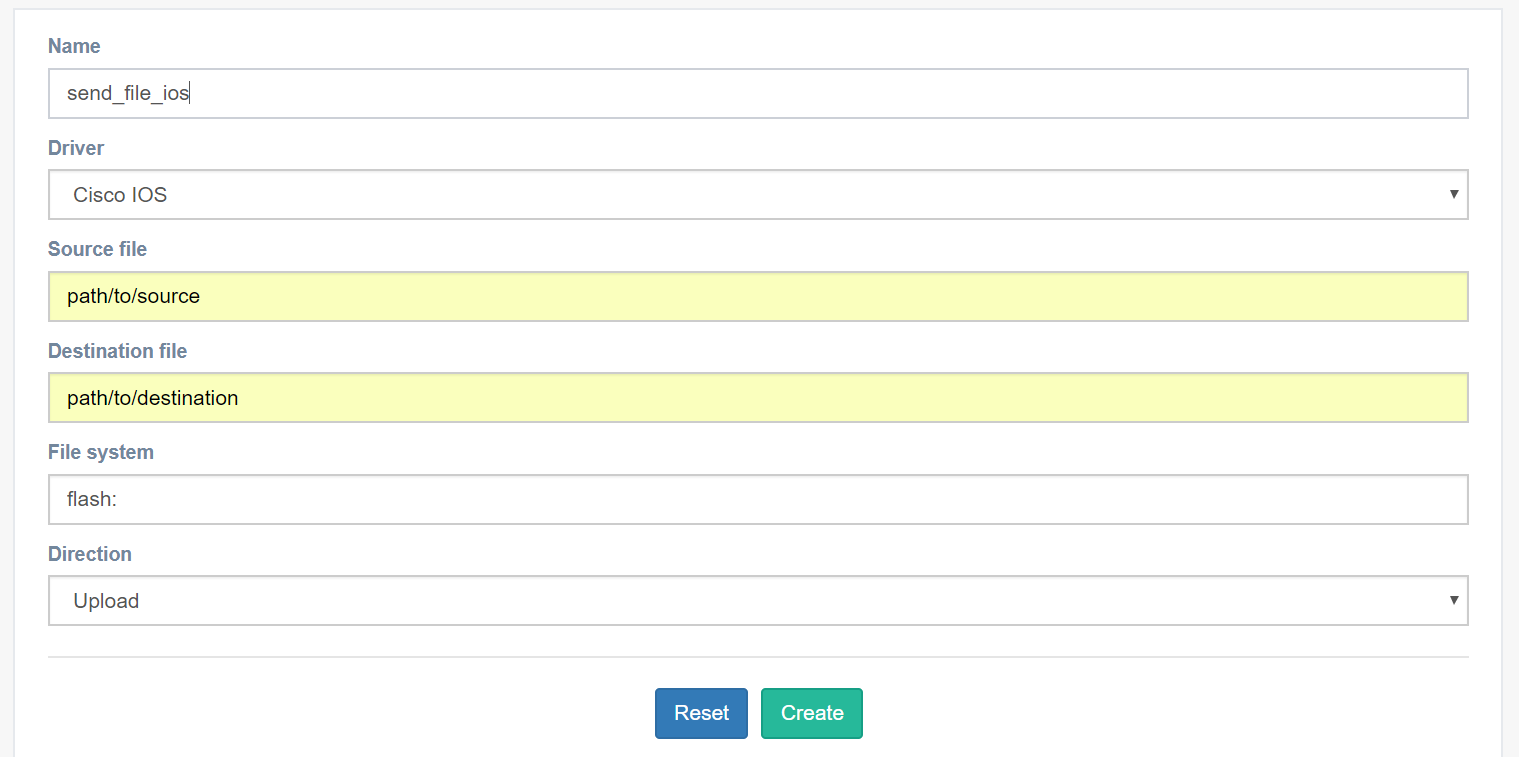 Name
send_file_ios
Driver
Cisco IOS
Source file
path/to/source
Destination file
path/to/destination
File system
flash:
Direction
Upload
Reset Create